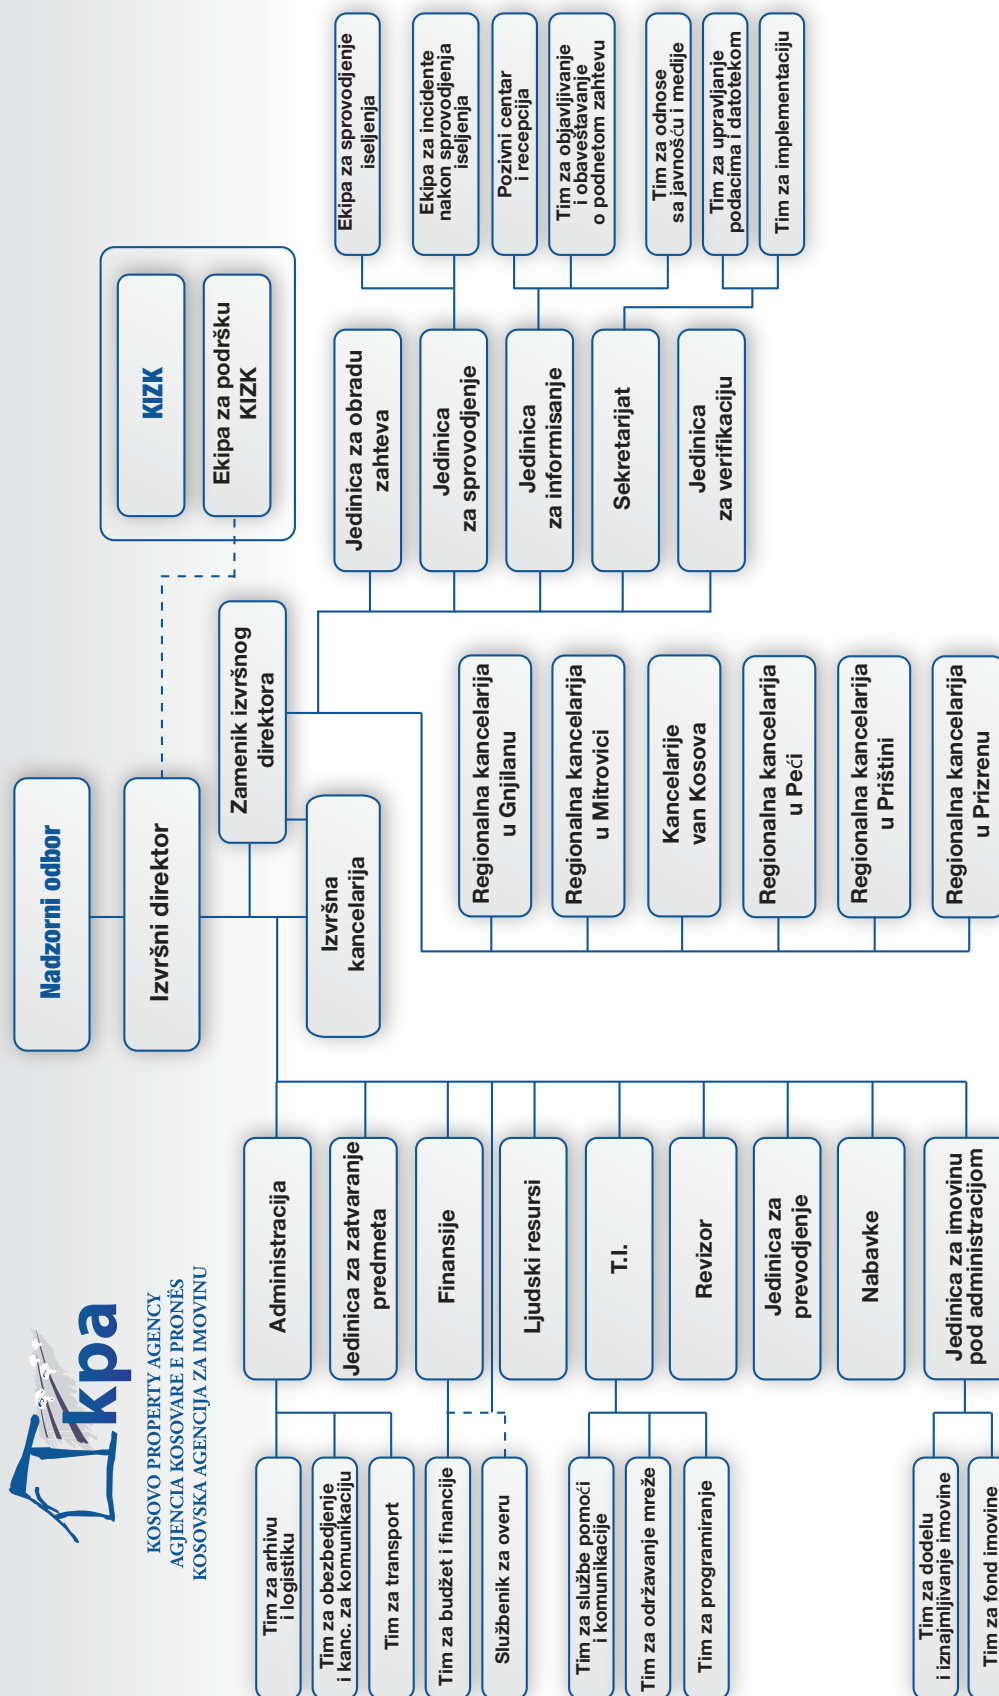 kpa
KOSOVO PROPERTY AGENCY
AGJENCIA KOSOVARE E PRONËS
KOSOVSKA AGENCIJA ZA IMOVINU
Nadzorni odbor
Izvršni direktor
KIZK
Ekipa za podršku
KIZK
Zamenik izvršnog
direktora
Izvršna
kancelarija
Administracija
Jedinica za zatvaranje
predmeta
Finansije
Ljudski resursi
T.I.
Revizor
Jedinica za
prevodjenje
Nabavke
Jedinica za imovinu
pod administracijom
Tim za arhivu
i logistiku
Tim za obezbedjenje
i kanc. za komunikaciju
Tim za transport
Tim za budžet i financije
Službenik za overu
Tim za službe pomoći
i komunikacije
Tim za održavanje mreže
Tim za programiranje
Tim za dodelu
i iznajmljivanje imovine
Tim za fond imovine
Regionalna kancelarija
u Gnjilanu
Regionalna kancelarija
u Mitrovici
Kancelarije
van Kosova
Regionalna kancelarija
u Peći
Regionalna kancelarija
u Prištini
Regionalna kancelarija
u Prizrenu
Jedinica za obradu
zahteva
Jedinica
za sprovodjenje
Jedinica
za informisanje
Sekretarijat
Jedinica
za verifikaciju
Ekipa za sprovodjenje
iseljenja
Ekipa za incidente
nakon sprovodjenja
iseljenja
Pozivni centar
i recepcija
Tim za objavljivanje
i obaveštavanje
o podnetom zahtevu
Tim za odnose
sa javnošću i medije
Tim za upravljanje
podacima i datotekom
Tim za implementaciju